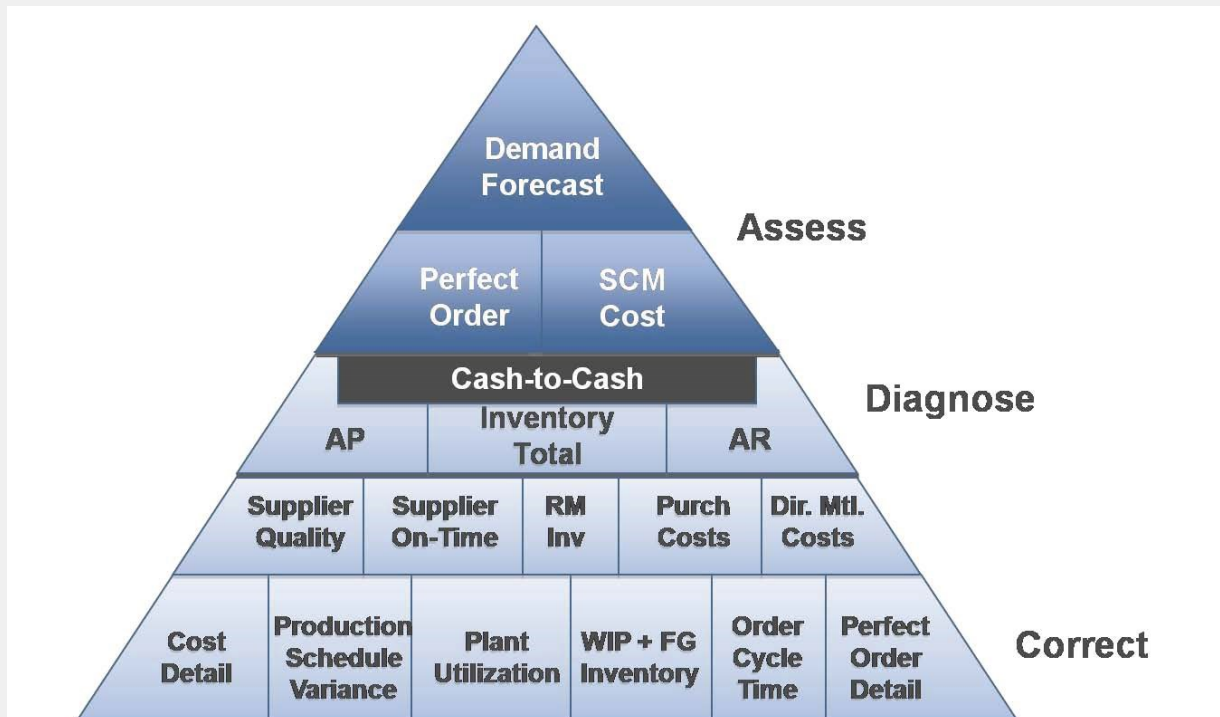 Demand
Forecast
Assess
Perfect
Order
SCM
Cost
Cash-to-Cash
Diagnose
AP
Inventory
Total
AR
Supplier
Quality
Supplier
On-Time
RM
Inv
Purch
Costs
Dir. Mtl.
Costs
Cost
Detail
Production
Schedule
Variance
Plant
Utilization
WIP + FG
Inventory
Order
Cycle
Time
Perfect
Order
Detail
Correct